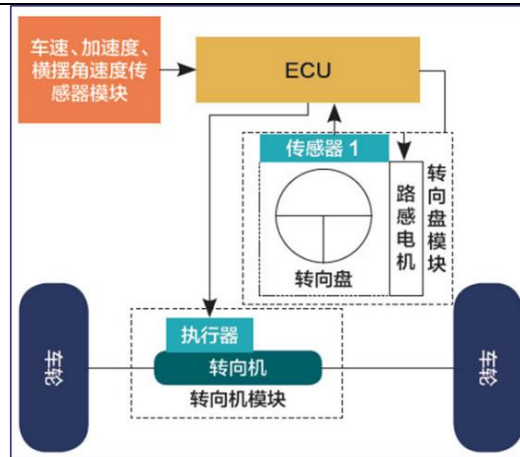 车速、加速度、
横摆角速度传
感器模块
ECU
传感器 1
转向盘
路感电机
转向盘模块
执行器
转向机
转向机模块
车轮
车轮